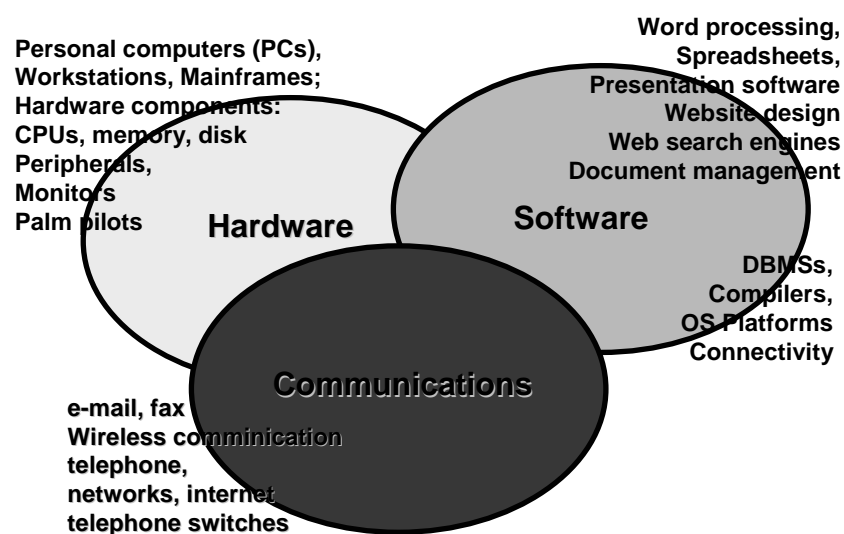 Personal computers (PCs),
Workstations, Mainframes;
Hardware components:
CPUs, memory, disk
Peripherals,
Monitors
Palm pilots
Hardware
Word processing,
Spreadsheets,
Presentation software
Website design
Web search engines
Document management
Software
DBMSs,
Compilers,
OS Platforms
Connectivity
Communications
e-mail, fax
Wireless comminication
telephone,
networks, internet
telephone switches